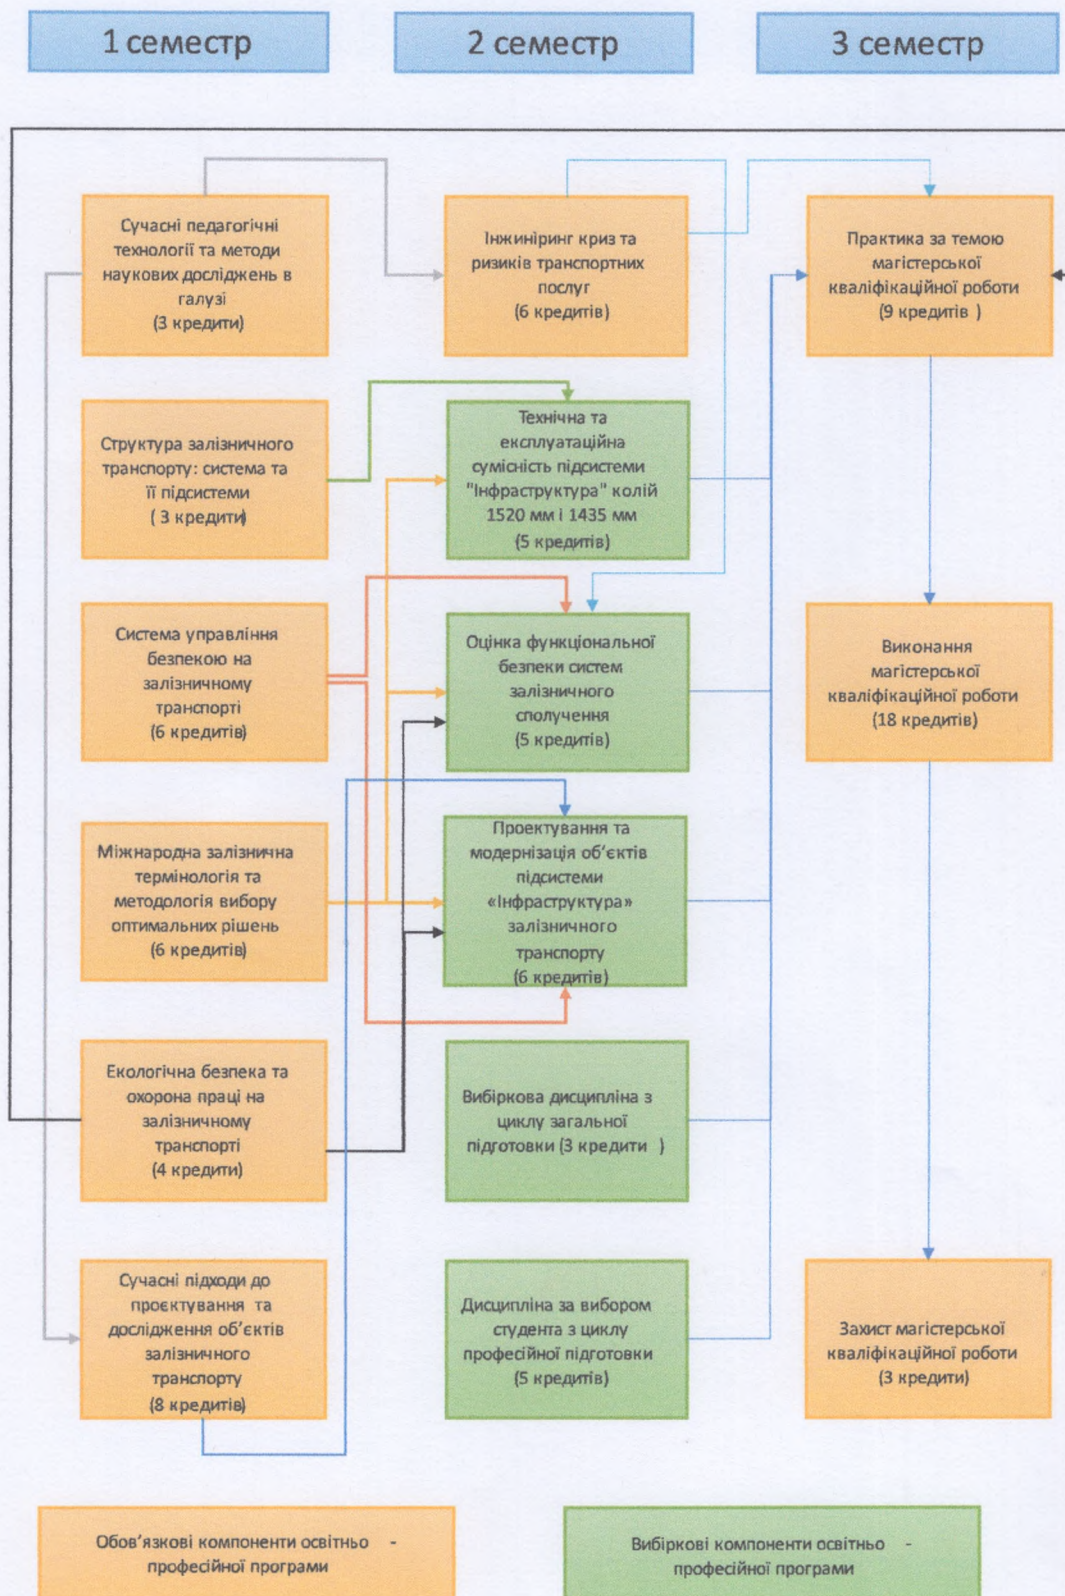 1 семестр
2 семестр
3 семестр
Сучасні педагогічні
технології та методи
наукових досліджень в
галузі
(3 кредити)
Інжиніринг криз та
ризиків транспортних
послуг
(6 кредитів)
Практика за темою
магістерської
кваліфікаційної роботи
(9 кредитів )
Структура залізничного
транспорту: система та
її підсистеми
( 3 кредити)
Технічна та
експлуатаційна
сумісність підсистеми
"Інфраструктура" колій
1520 мм і 1435 мм
(5 кредитів)
Система управління
безпекою на
залізничному
транспорті
(6 кредитів)
Оцінка функціональної
безпеки систем
залізничного
сполучення
(5 кредитів)
Виконання
магістерської
кваліфікаційної роботи
(18 кредитів)
Міжнародна залізнична
термінологія та
методологія вибору
оптимальних рішень
(6 кредитів)
Проектування та
модернізація об’єктів
підсистеми
«Інфраструктура»
залізничного
транспорту
(6 кредитів)
Екологічна безпека та
охорона праці на
залізничному
транспорті
(4 кредити)
Вибіркова дисципліна з
циклу загальної
підготовки (3 кредити )
Сучасні підходи до
проєктування та
дослідження об’єктів
залізничного
транспорту
(8 кредитів)
Дисципліна за вибором
студента з циклу
професійної підготовки
(5 кредитів)
Захист магістерської
кваліфікаційної роботи
(3 кредити)
Обов’язкові компоненти освітньо -
професійної програми
Вибіркові компоненти освітньо -
професійної програми